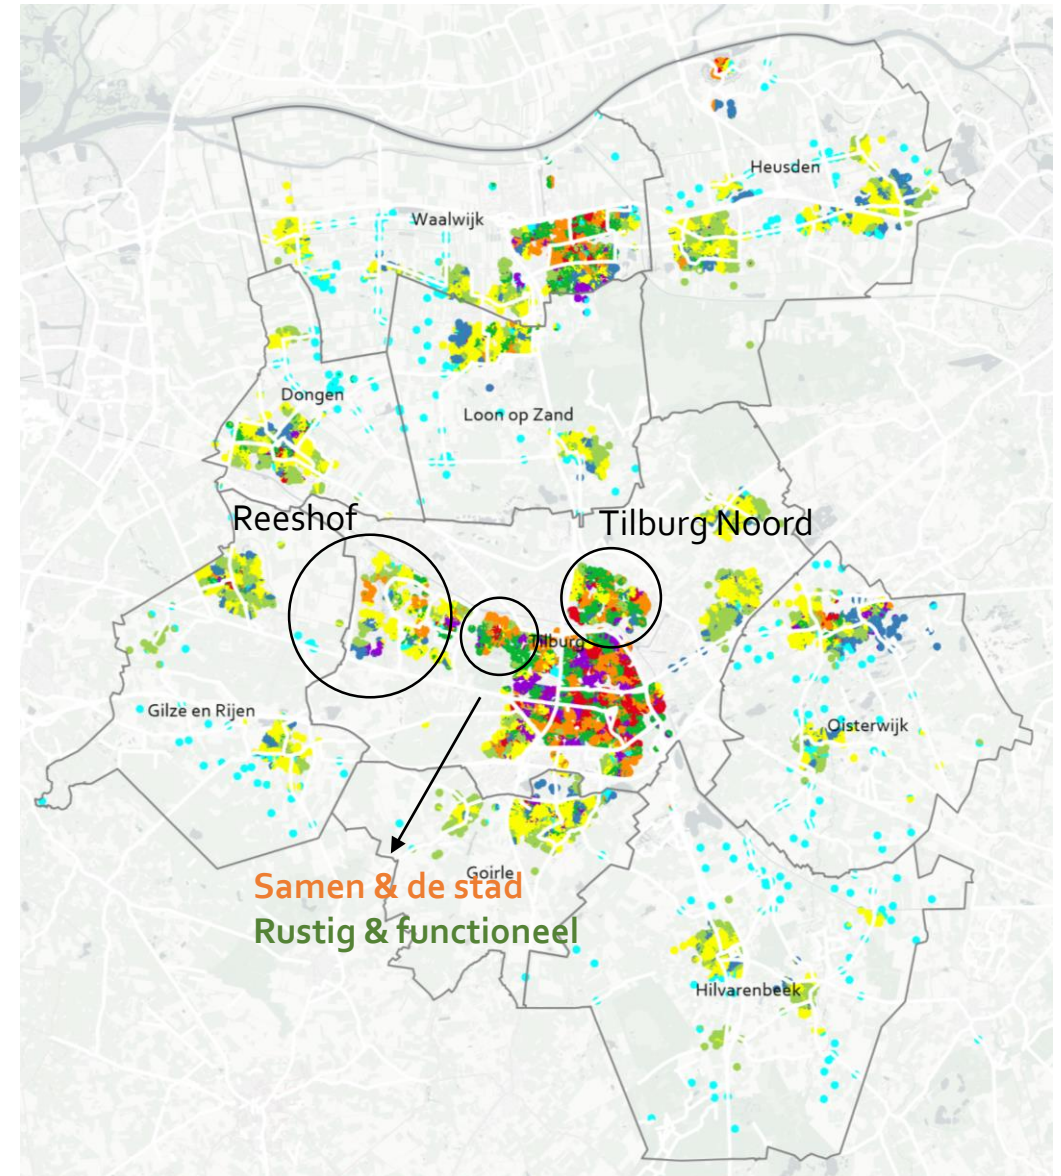 Heusden
Waalwijk
Dongen
Loon op Zand
Reeshof
Tilburg Noord
Tilburg
Gilze en Rijen
Oisterwijk
Goirle
Samen & de stad
Rustig & functioneel
Hilvarenbeek